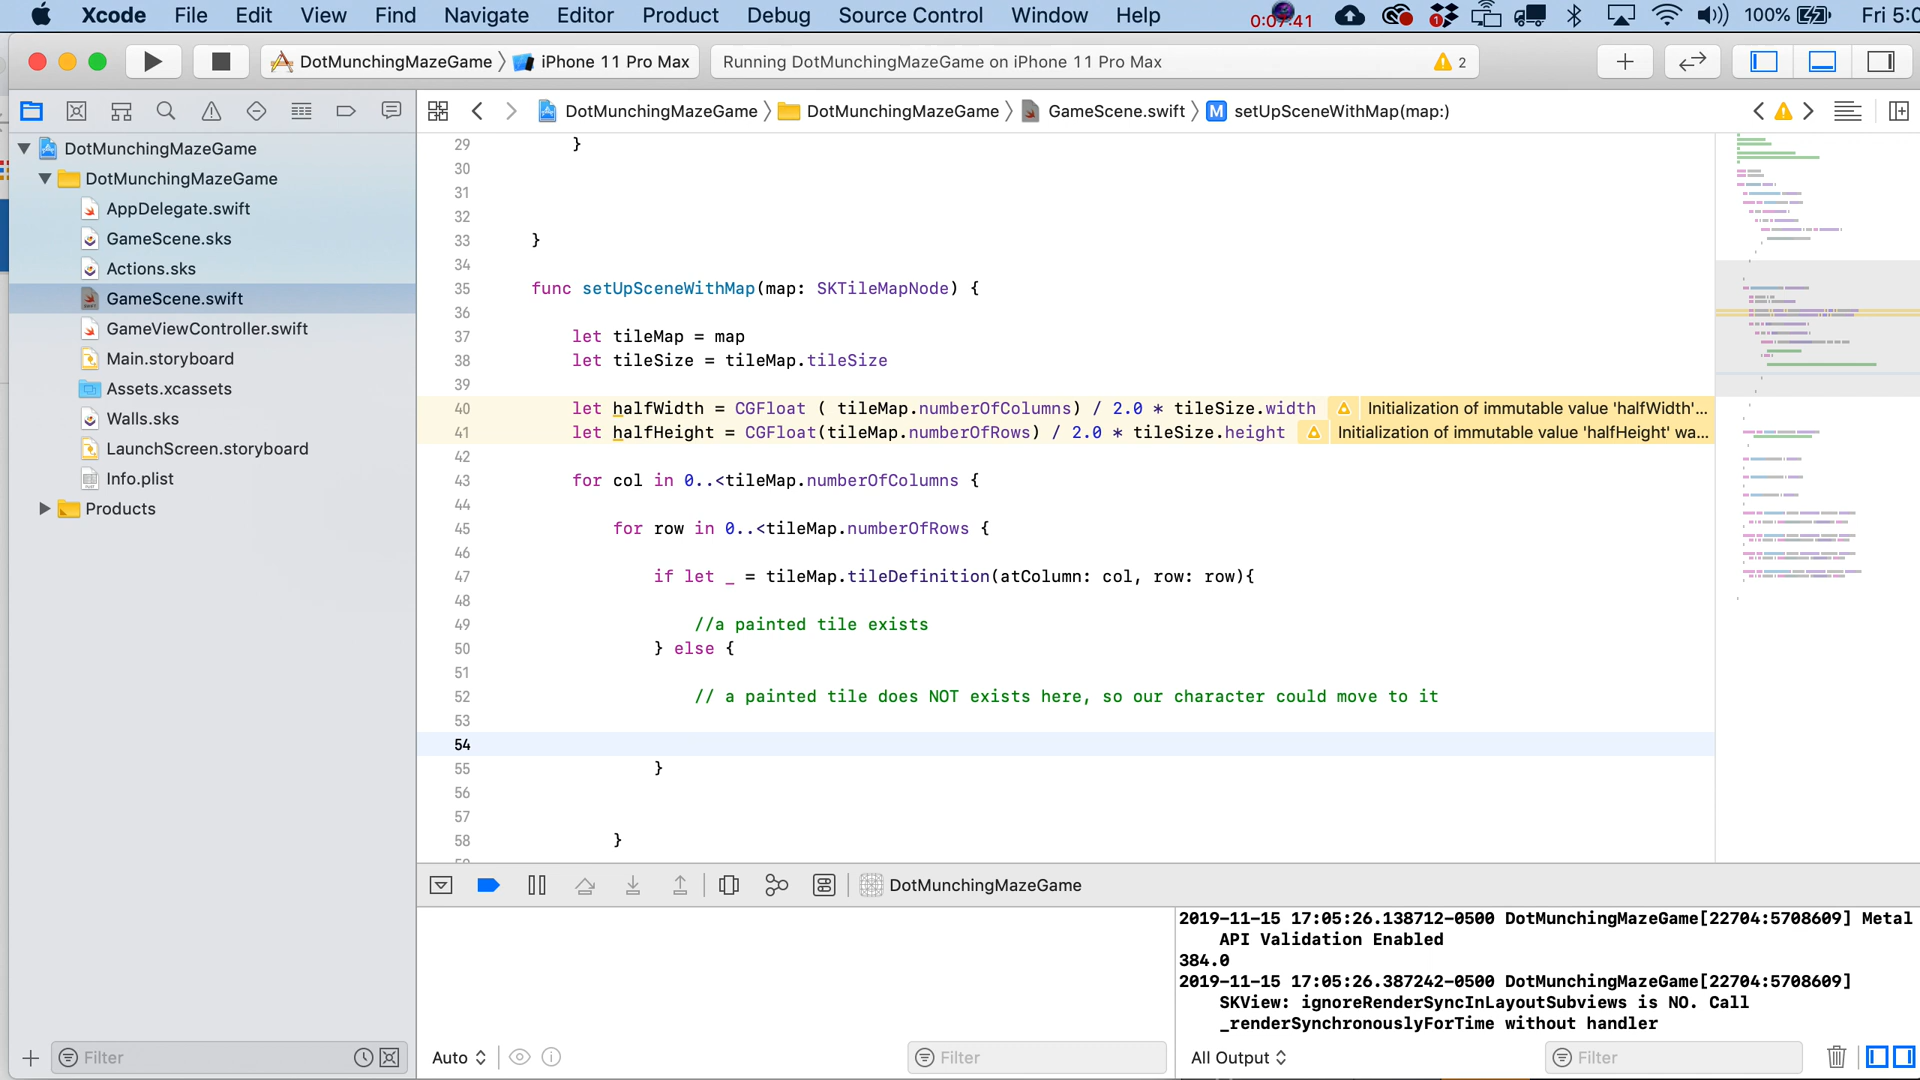 Xcode File Edit View Find Navigate Editor Product Debug Source Control Window Help 0:07:41 1 100% Fri 5:0
DotMunchingMazeGame iPhone 11 Pro Max Running DotMunchingMazeGame on iPhone 11 Pro Max 2
DotMunchingMazeGame DotMunchingMazeGame GameScene.swift M setUpSceneWithMap(map:)
DotMunchingMazeGame
DotMunchingMazeGame
AppDelegate.swift
GameScene.sks
Actions.sks
GameScene.swift
GameViewController.swift
Main.storyboard
Assets.xcassets
Walls.sks
LaunchScreen.storyboard
Info.plist
Products
Filter
29 }
30
31
32
33 }
34
35 func setUpSceneWithMap(map: SKTileMapNode) {
36
37 let tileMap = map
38 let tileSize = tileMap.tileSize
39
40 let halfWidth = CGFloat ( tileMap.numberOfColumns) / 2.0 * tileSize.width Initialization of immutable value 'halfWidth'...
41 let halfHeight = CGFloat(tileMap.numberOfRows) / 2.0 * tileSize.height Initialization of immutable value 'halfHeight' wa...
42
43 for col in 0..<tileMap.numberOfColumns {
44
45 for row in 0..<tileMap.numberOfRows {
46
47 if let _ = tileMap.tileDefinition(atColumn: col, row: row){
48
49 //a painted tile exists
50 } else {
51
52 // a painted tile does NOT exists here, so our character could move to it
53
54
55 }
56
57
58 }
DotMunchingMazeGame
2019-11-15 17:05:26.138712-0500 DotMunchingMazeGame[22704:5708609] Metal
API Validation Enabled
384.0
2019-11-15 17:05:26.387242-0500 DotMunchingMazeGame[22704:5708609]
SKView: ignoreRenderSyncInLayoutSubviews is NO. Call
_renderSynchronouslyForTime without handler
Auto Filter All Output Filter